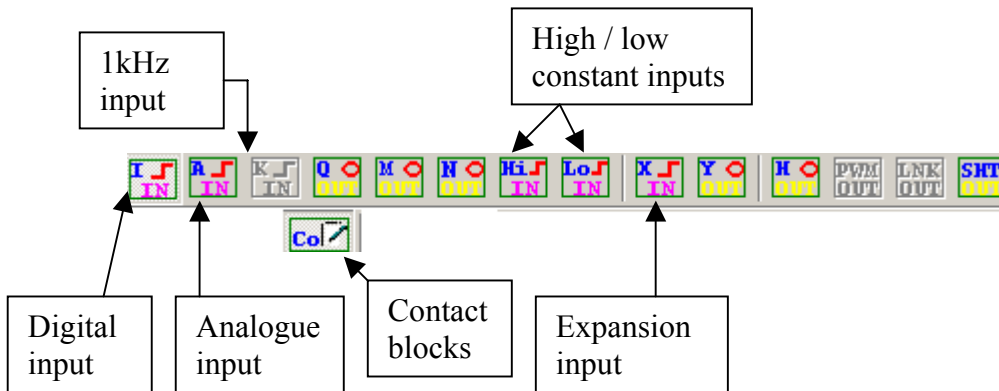 1kHz
input
High / low
constant inputs
I IN
A IN
K IN
Q OUT
M OUT
N OUT
Hi IN
Lo IN
X IN
Y OUT
H OUT
PWM OUT
LNK OUT
SHT OUT
Co
Digital
input
Analogue
input
Contact
blocks
Expansion
input